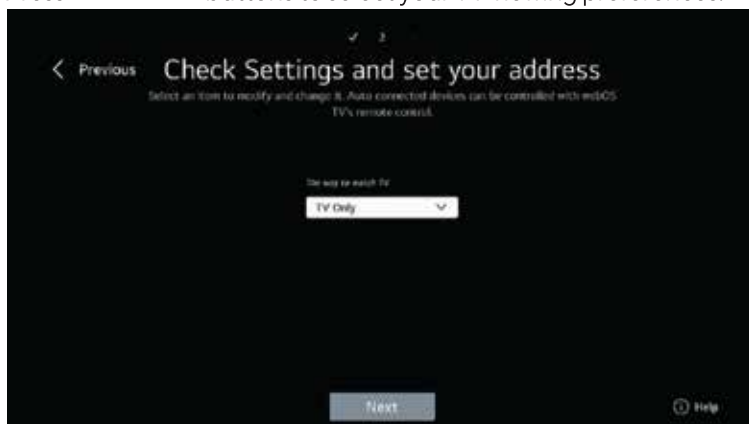 ✓ 2
Previous
Check Settings and set your address
Select an item to modify and change it. Auto connected devices can be controlled with webOS
TV's remote control.
The way to watch TV
TV Only
Next
Help